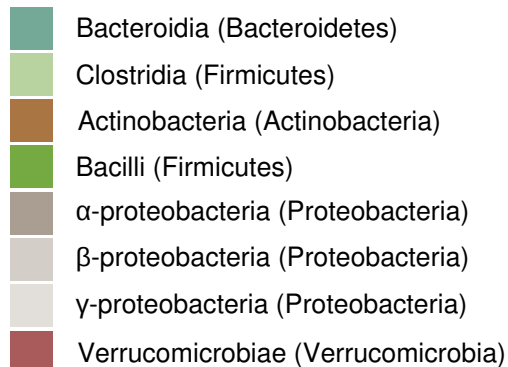 Bacteroidia (Bacteroidetes)
Clostridia (Firmicutes)
Actinobacteria (Actinobacteria)
Bacilli (Firmicutes)
α-proteobacteria (Proteobacteria)
β-proteobacteria (Proteobacteria)
γ-proteobacteria (Proteobacteria)
Verrucomicrobiae (Verrucomicrobia)